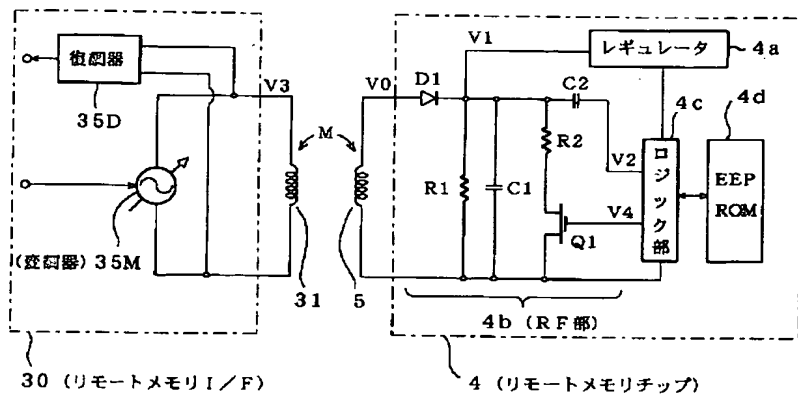 復調器
35D
V3
(変調器)35M
M
31
5
30 (リモートメモリI/F)
V0
D1
V1
レギュレータ
4a
C2
4c
4d
R2
V2
R1
C1
V4
Q1
ロジック部
EEP
ROM
4b (RF部)
4 (リモートメモリチップ)